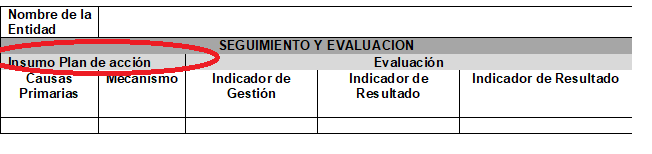 Nombre de la
Entidad
SEGUIMIENTO Y EVALUACION
Insumo Plan de acción Evaluación
Causas Primarias Mecanismo Indicador de Gestión Indicador de Resultado Indicador de Resultado